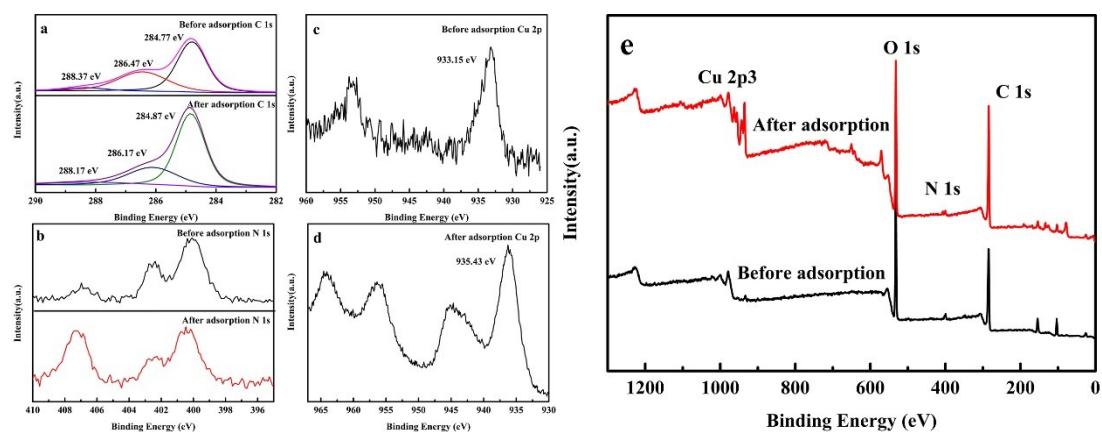 a
Before adsorption C 1s
284.77 eV
286.47 eV
288.37 eV
After adsorption C 1s
284.87 eV
286.17 eV
288.17 eV
Intensity(a.u.)
290 288 286 284 282
Binding Energy (eV)
b
Before adsorption N 1s
After adsorption N 1s
Intensity(a.u.)
410 408 406 404 402 400 398 396
Binding Energy (eV)
c
Before adsorption Cu 2p
933.15 eV
Intensity(a.u.)
960 955 950 945 940 935 930 925
Binding Energy (eV)
d
After adsorption Cu 2p
935.43 eV
Intensity(a.u.)
965 960 955 950 945 940 935 930
Binding Energy (eV)
e
O 1s
Cu 2p3
C 1s
After adsorption
N 1s
Before adsorption
Intensity(a.u.)
1200 1000 800 600 400 200 0
Binding Energy (eV)